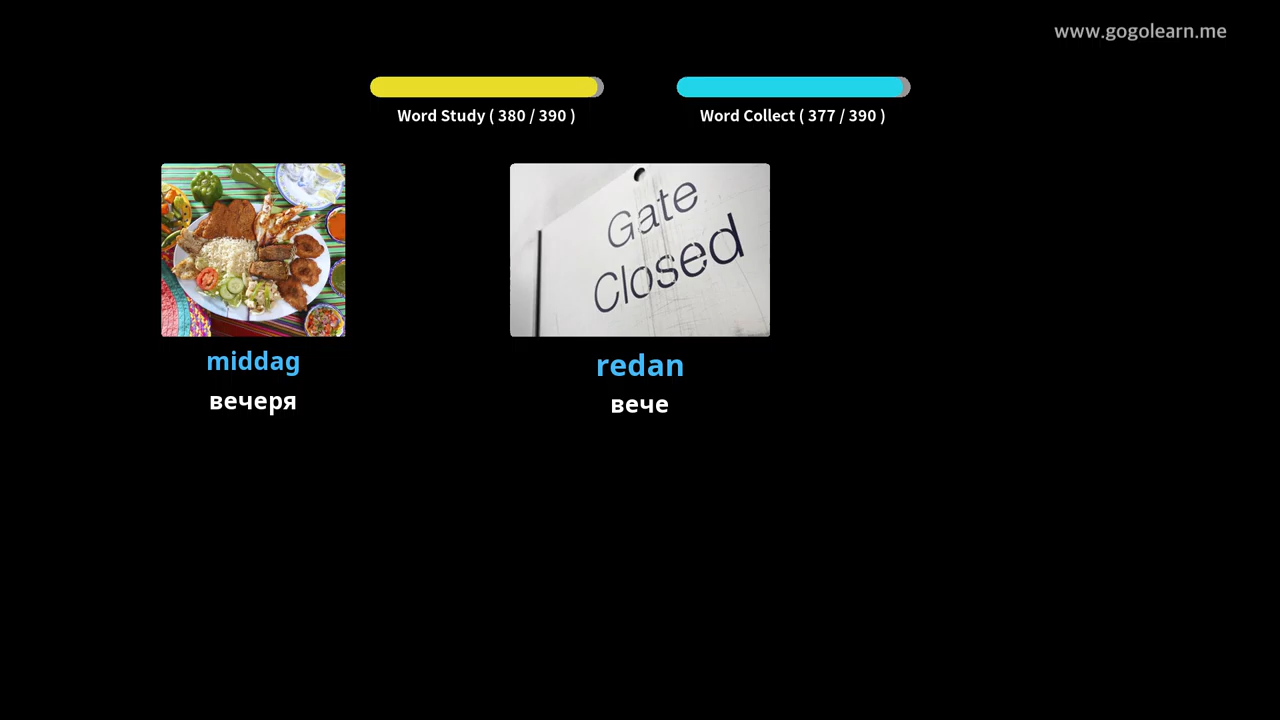 www.gogolearn.me
Word Study ( 380 / 390 )
Word Collect ( 377 / 390 )
Gate
Closed
middag
вечеря
redan
вече